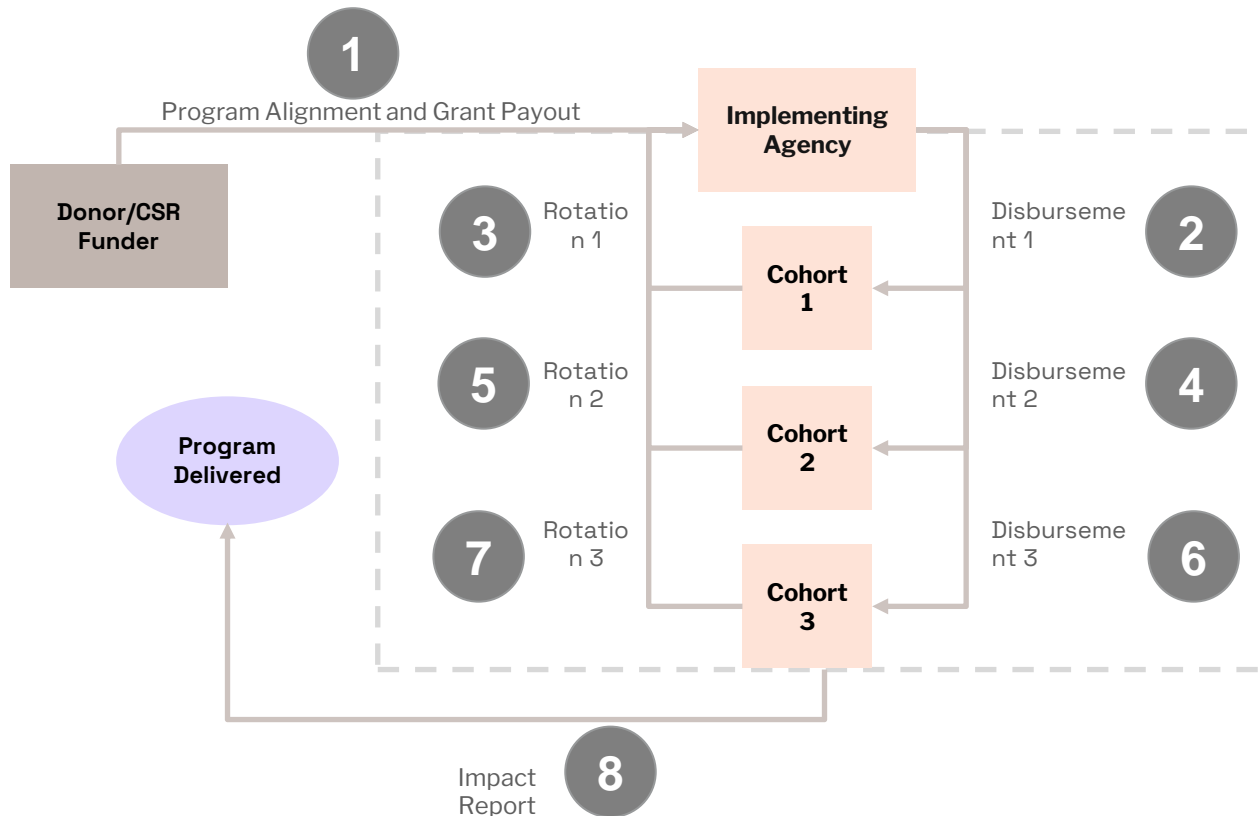 1
Program Alignment and Grant Payout
Implementing
Agency
Donor/CSR
Funder
3
Rotatio
n 1
Disburseme
nt 1
2
Cohort
1
5
Rotatio
n 2
Disburseme
nt 2
4
Cohort
2
Program
Delivered
7
Rotatio
n 3
Disburseme
nt 3
6
Cohort
3
8
Impact
Report